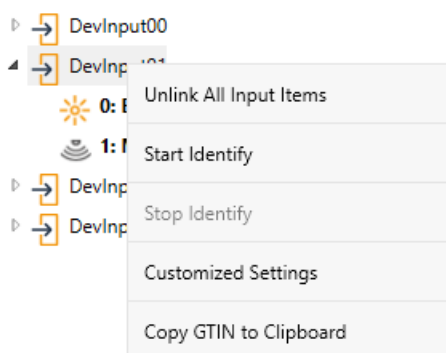 DevInput00
DevInp
Unlink All Input Items
0:
Start Identify
1:
DevInp
Stop Identify
DevInp
Customized Settings
Copy GTIN to Clipboard